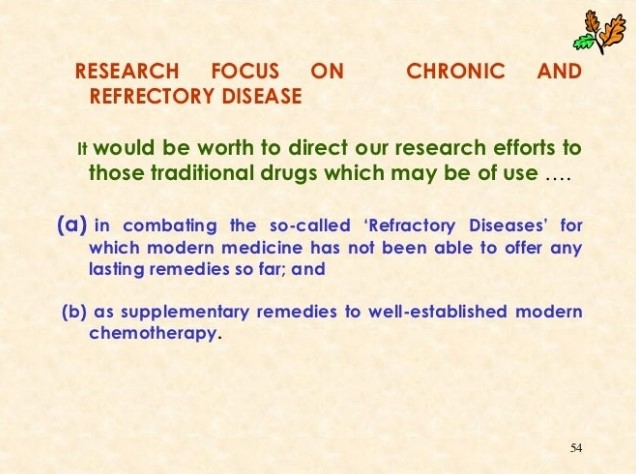 RESEARCH FOCUS ON CHRONIC AND
REFRECTORY DISEASE
It would be worth to direct our research efforts to
those traditional drugs which may be of use ….
(a) in combating the so-called ‘Refractory Diseases’ for
which modern medicine has not been able to offer any
lasting remedies so far; and
(b) as supplementary remedies to well-established modern
chemotherapy.
54